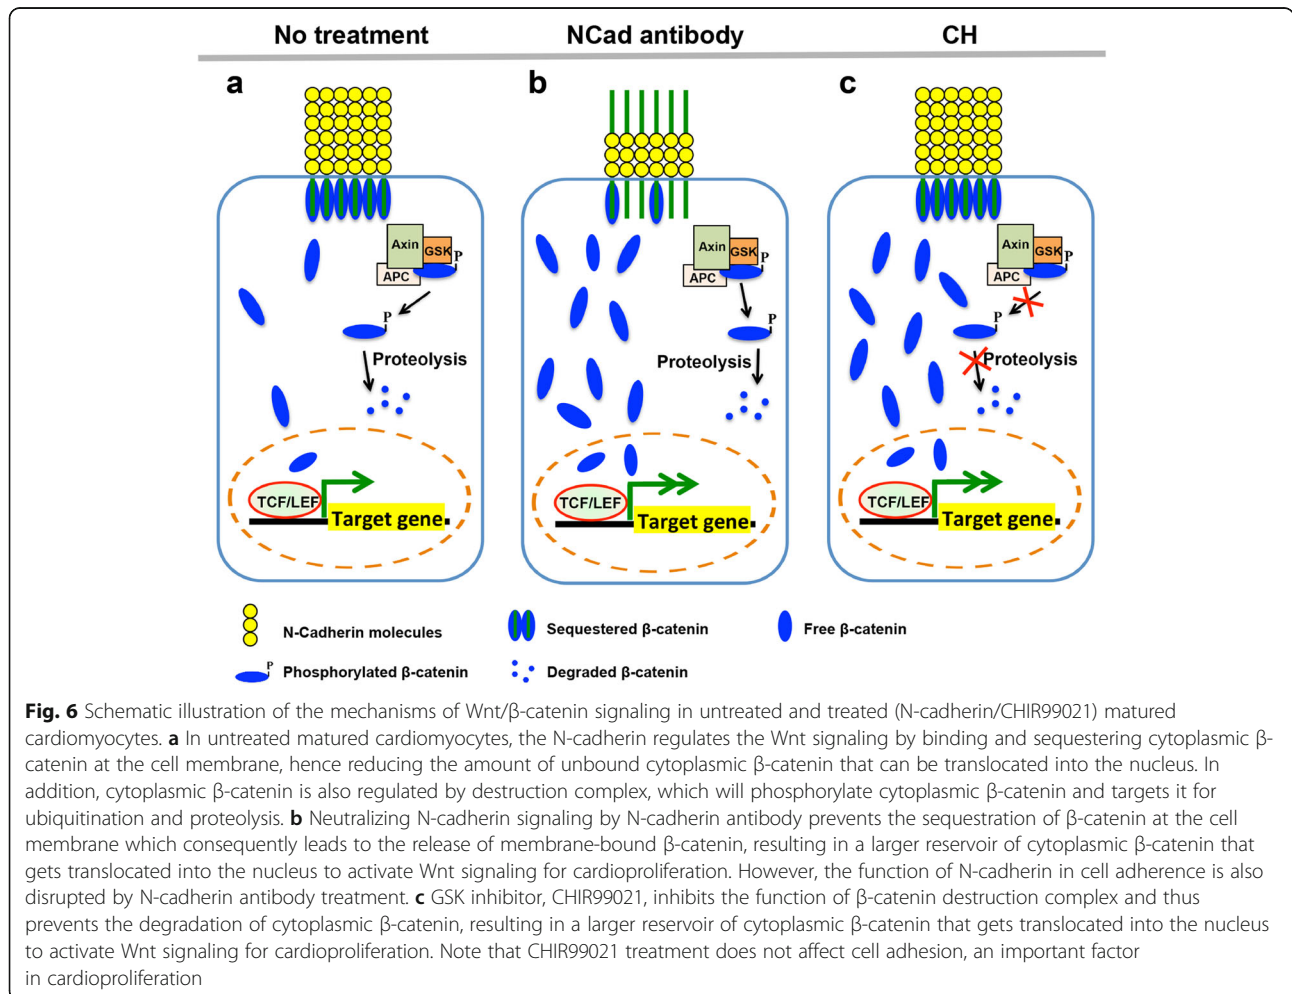 No treatment
NCad antibody
CH
a
b
c
Axin
GSK
P
APC
P
Proteolysis
TCF/LEF
Target gene
Axin
GSK
P
APC
P
Proteolysis
TCF/LEF
Target gene
Axin
GSK
P
APC
P
Proteolysis
TCF/LEF
Target gene
N-Cadherin molecules
Sequestered β-catenin
Free β-catenin
P
Phosphorylated β-catenin
Degraded β-catenin
Fig. 6 Schematic illustration of the mechanisms of Wnt/β-catenin signaling in untreated and treated (N-cadherin/CHIR99021) matured
cardiomyocytes. a In untreated matured cardiomyocytes, the N-cadherin regulates the Wnt signaling by binding and sequestering cytoplasmic β-
catenin at the cell membrane, hence reducing the amount of unbound cytoplasmic β-catenin that can be translocated into the nucleus. In
addition, cytoplasmic β-catenin is also regulated by destruction complex, which will phosphorylate cytoplasmic β-catenin and targets it for
ubiquitination and proteolysis. b Neutralizing N-cadherin signaling by N-cadherin antibody prevents the sequestration of β-catenin at the cell
membrane which consequently leads to the release of membrane-bound β-catenin, resulting in a larger reservoir of cytoplasmic β-catenin that
gets translocated into the nucleus to activate Wnt signaling for cardioproliferation. However, the function of N-cadherin in cell adherence is also
disrupted by N-cadherin antibody treatment. c GSK inhibitor, CHIR99021, inhibits the function of β-catenin destruction complex and thus
prevents the degradation of cytoplasmic β-catenin, resulting in a larger reservoir of cytoplasmic β-catenin that gets translocated into the nucleus
to activate Wnt signaling for cardioproliferation. Note that CHIR99021 treatment does not affect cell adhesion, an important factor
in cardioproliferation